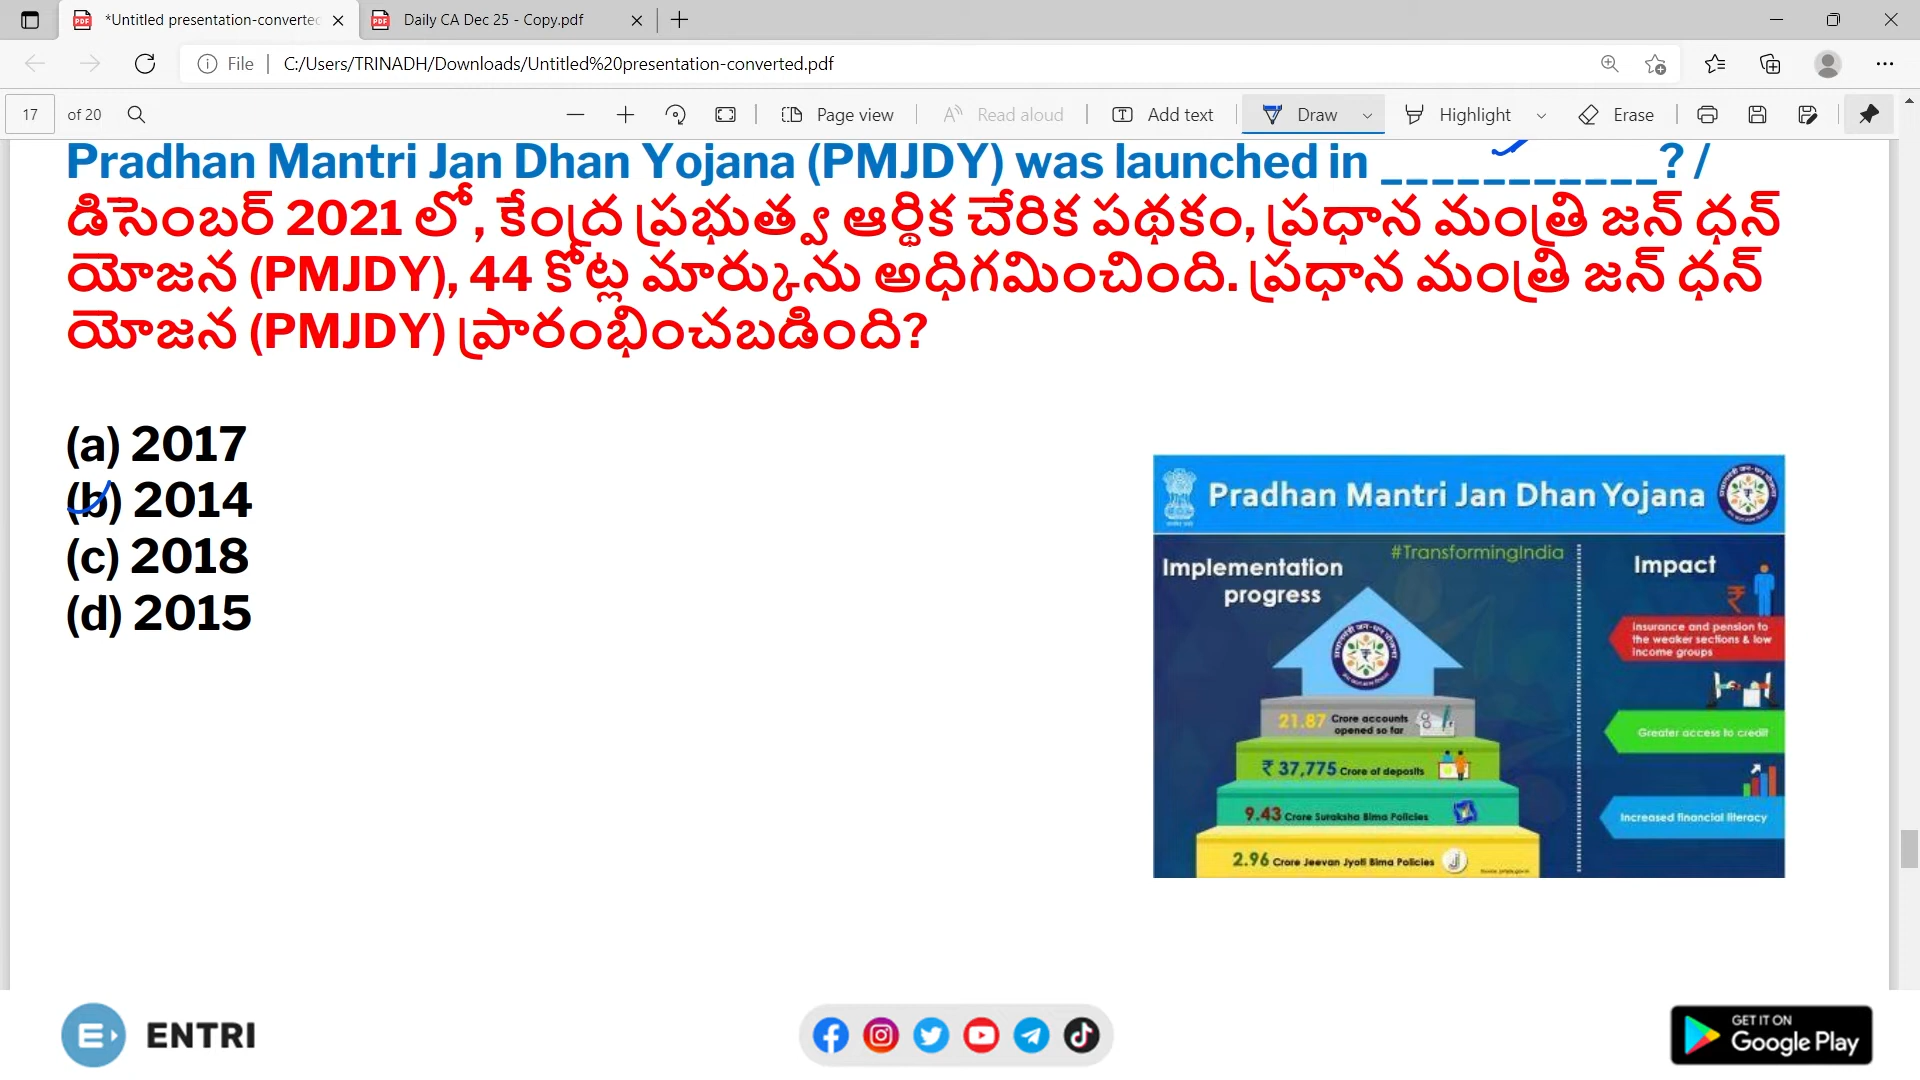 *Untitled presentation-converte
Daily CA Dec 25 - Copy.pdf
File
C:/Users/TRINADH/Downloads/Untitled%20presentation-converted.pdf
17 of 20
Page view
Read aloud
Add text
Draw
Highlight
Erase
Pradhan Mantri Jan Dhan Yojana (PMJDY) was launched in ___________? /
డిసెంబర్ 2021 లో, కేంద్ర ప్రభుత్వ ఆర్థిక చేరిక పథకం, ప్రధాన మంత్రి జన్ ధన్
యోజన (PMJDY), 44 కోట్ల మార్కును అధిగమించింది. ప్రధాన మంత్రి జన్ ధన్
యోజన (PMJDY) ప్రారంభించబడింది?
(a) 2017
(b) 2014
(c) 2018
(d) 2015
Pradhan Mantri Jan Dhan Yojana
#TransformingIndia
Implementation
progress
21.87 Crore accounts
opened so far
₹ 37,775 Crore of deposits
9.43 Crore Suraksha Bima Policies
2.96 Crore Jeevan Jyoti Bima Policies
Impact
Insurance and pension to
the weaker sections & low
income groups
Greater access to credit
Increased financial literacy
ENTRI
GET IT ON
Google Play